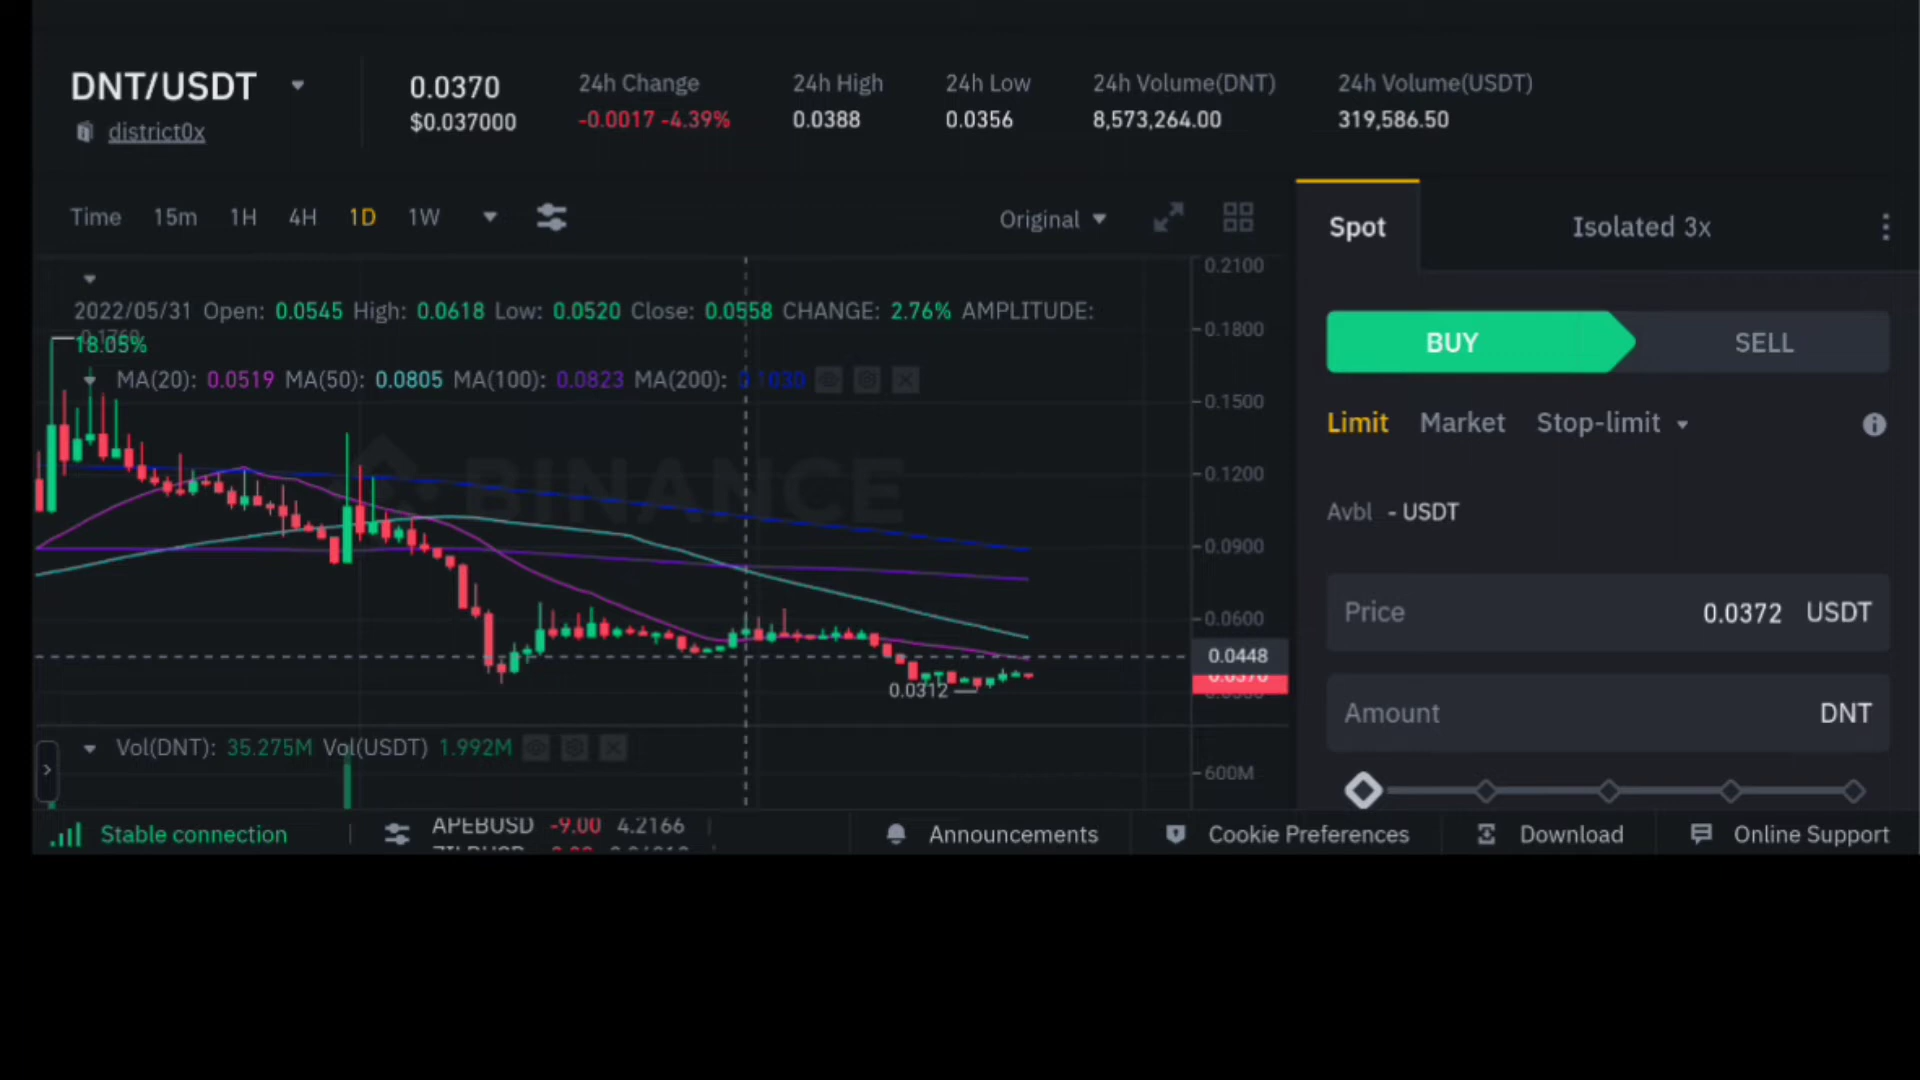 DNT/USDT
district0x
0.0370
$0.037000
24h Change
-0.0017 -4.39%
24h High
0.0388
24h Low
0.0356
24h Volume(DNT)
8,573,264.00
24h Volume(USDT)
319,586.50
Time 15m 1H 4H 1D 1W
Original
2022/05/31 Open: 0.0545 High: 0.0618 Low: 0.0520 Close: 0.0558 CHANGE: 2.76% AMPLITUDE:
18.05%
MA(20): 0.0519 MA(50): 0.0805 MA(100): 0.0823 MA(200): 0.1030
BINANCE
0.2100
0.1800
0.1500
0.1200
0.0900
0.0600
0.0448
0.0370
0.0312
Vol(DNT): 35.275M Vol(USDT) 1.992M
600M
Spot Isolated 3x
BUY SELL
Limit Market Stop-limit
Avbl - USDT
Price 0.0372 USDT
Amount DNT
Stable connection
APEBUSD -9.00 4.2166
Announcements
Cookie Preferences
Download
Online Support